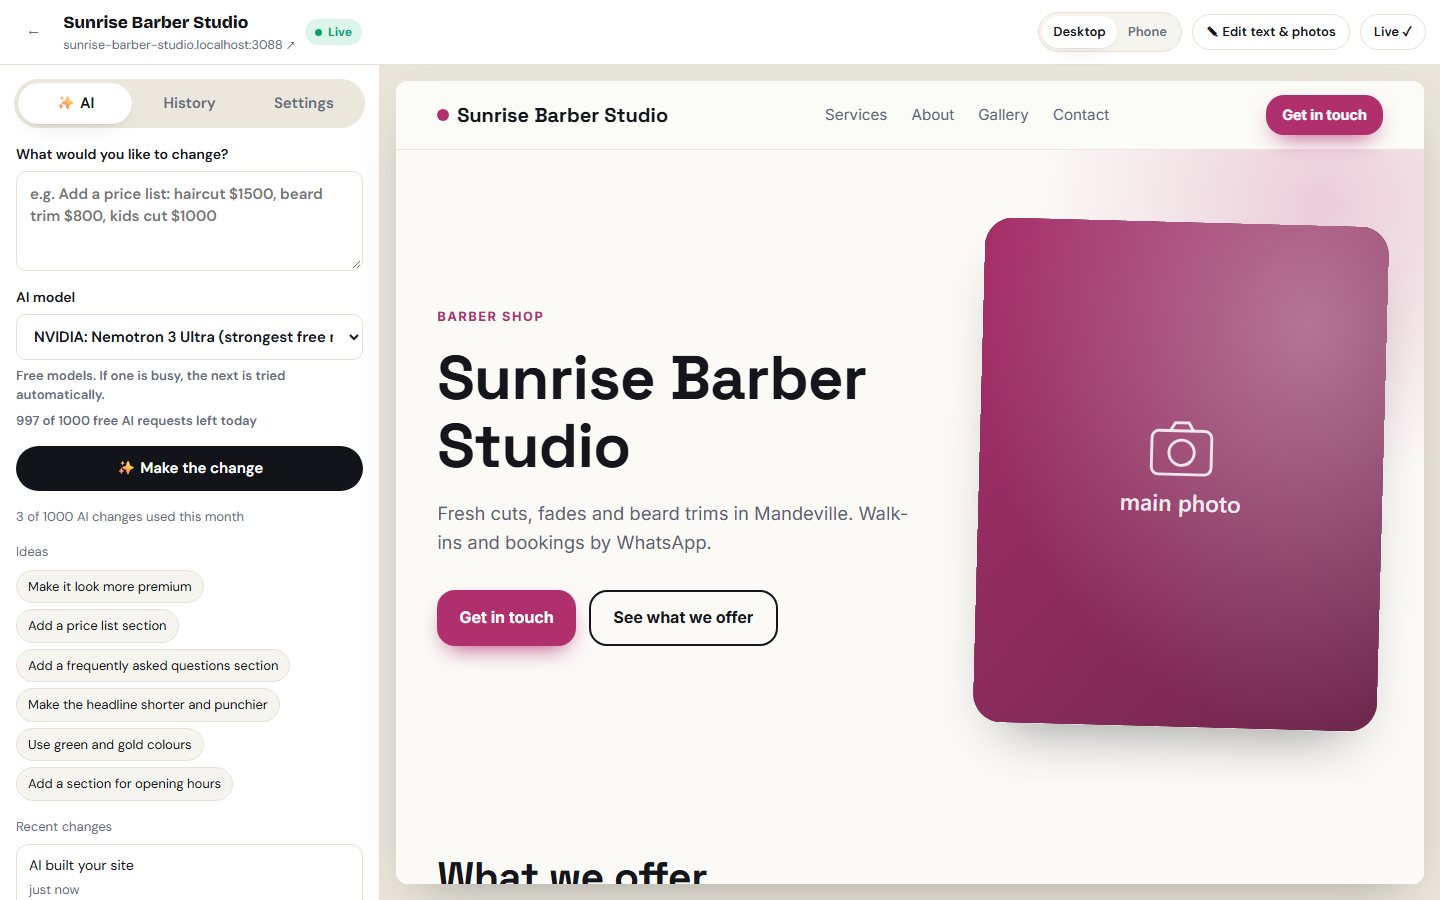 ← Sunrise Barber Studio
sunrise-barber-studio.localhost:3088 ↗
Live
Desktop Phone
✎ Edit text & photos
Live ✓
✨ AI History Settings
What would you like to change?
e.g. Add a price list: haircut $1500, beard
trim $800, kids cut $1000
AI model
NVIDIA: Nemotron 3 Ultra (strongest free
Free models. If one is busy, the next is tried
automatically.
997 of 1000 free AI requests left today
✨ Make the change
3 of 1000 AI changes used this month
Ideas
Make it look more premium
Add a price list section
Add a frequently asked questions section
Make the headline shorter and punchier
Use green and gold colours
Add a section for opening hours
Recent changes
AI built your site
just now
Sunrise Barber Studio
Services About Gallery Contact
Get in touch
BARBER SHOP
Sunrise Barber
Studio
Fresh cuts, fades and beard trims in Mandeville. Walk-
ins and bookings by WhatsApp.
Get in touch
See what we offer
main photo
What we offer